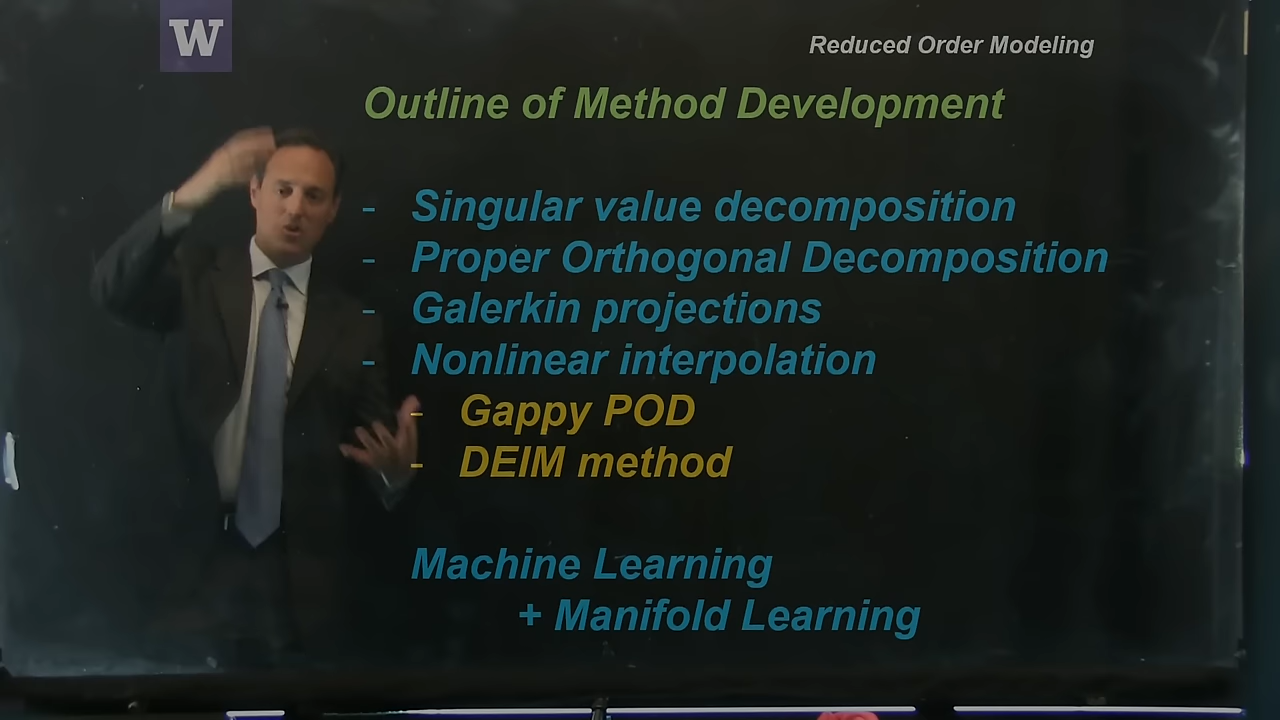 W
Reduced Order Modeling
Outline of Method Development
- Singular value decomposition
- Proper Orthogonal Decomposition
- Galerkin projections
- Nonlinear interpolation
- Gappy POD
- DEIM method
Machine Learning
+ Manifold Learning